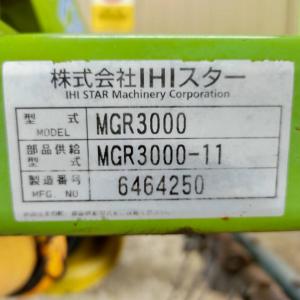 株式会社IHIスター
IHI STAR Machinery Corporation
型式 MODEL MGR3000
部品供給型式 MGR3000-11
製造番号 MFG. NO 6464250